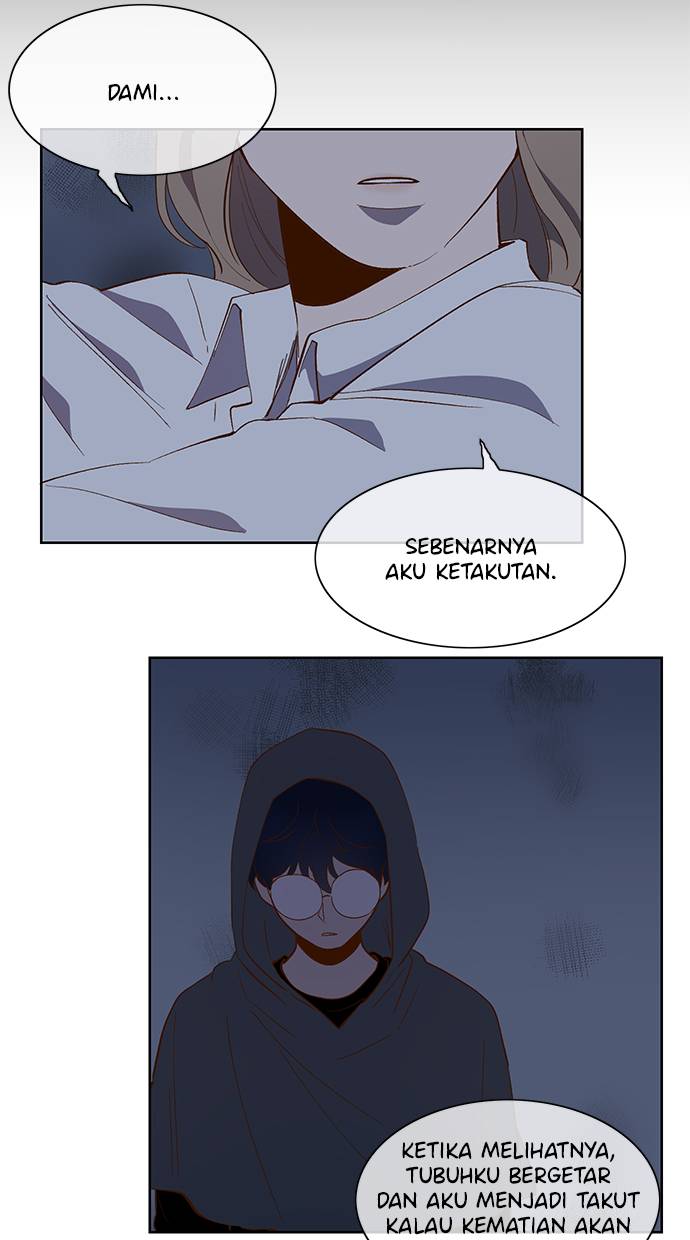 DAMI...
SEBENARNYA
AKU KETAKUTAN.
KETIKA MELIHATNYA,
TUBUHKU BERGETAR
DAN AKU MENJADI TAKUT
KALAU KEMATIAN AKAN